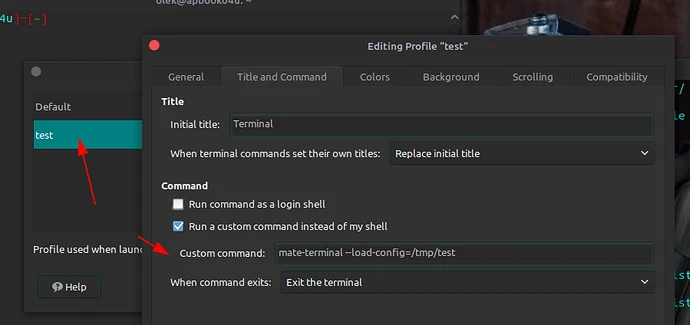 olek@apbook04u: ~
4u]-[~]
Editing Profile "test"
General
Title and Command
Colors
Background
Scrolling
Compatibility
Default
test
Title
Initial title:
Terminal
When terminal commands set their own titles:
Replace initial title
Command
Run command as a login shell
Run a custom command instead of my shell
Custom command:
mate-terminal --load-config=/tmp/test
Profile used when laun
When command exits:
Exit the terminal
Help